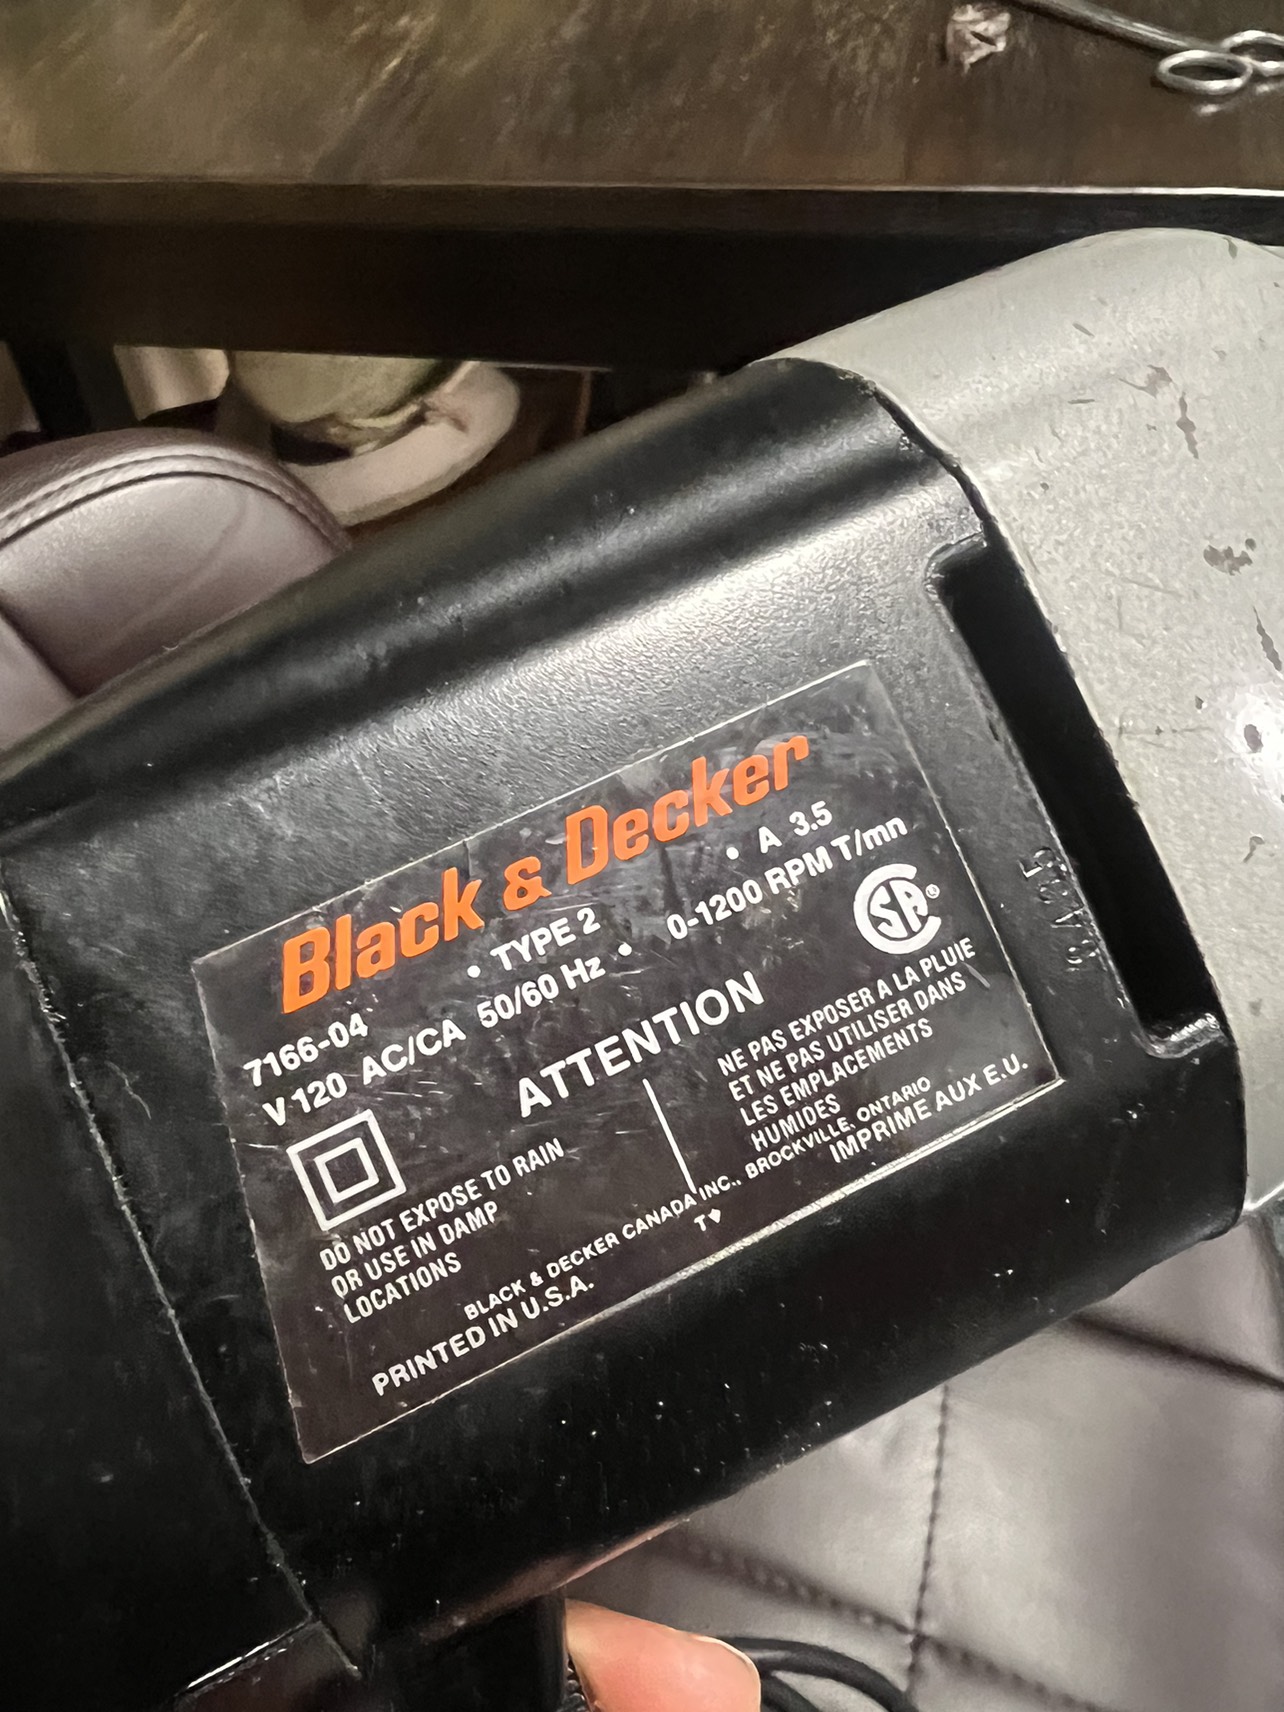 Black & Decker
7166-04 • TYPE 2 • A 3.5
V 120 AC/CA 50/60 Hz • 0-1200 RPM T/mn
CSA®
ATTENTION
DO NOT EXPOSE TO RAIN
OR USE IN DAMP
LOCATIONS
NE PAS EXPOSER A LA PLUIE
ET NE PAS UTILISER DANS
LES EMPLACEMENTS
HUMIDES
BLACK & DECKER CANADA INC., BROCKVILLE, ONTARIO
PRINTED IN U.S.A.
IMPRIME AUX E.U.
T♥